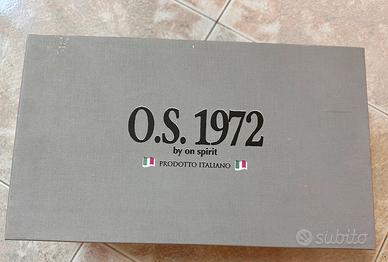 O.S. 1972
by on spirit
PRODOTTO ITALIANO
subito